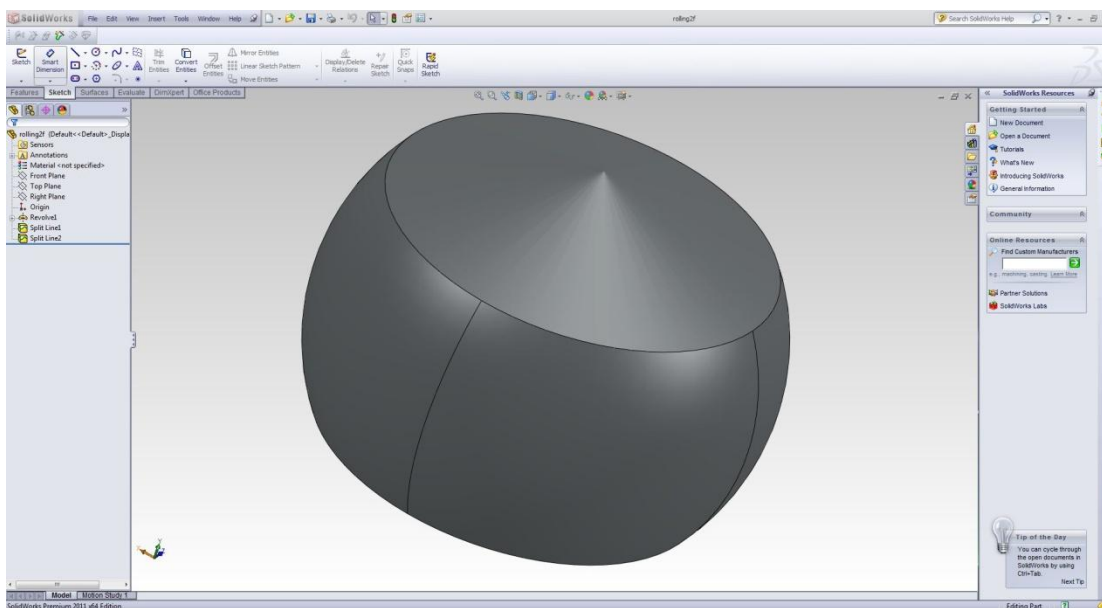 SolidWorks File Edit View Insert Tools Window Help rolling2f Search SolidWorks Help
Sketch Smart Dimension Trim Entities Convert Entities Offset Entities Mirror Entities Linear Sketch Pattern Move Entities Display/Delete Relations Repair Sketch Quick Snaps Rapid Sketch
Features Sketch Surfaces Evaluate DimXpert Office Products
rolling2f (Default<<Default>_Displa
Sensors
Annotations
Material <not specified>
Front Plane
Top Plane
Right Plane
Origin
Revolve1
Split Line1
Split Line2
SolidWorks Resources
Getting Started
New Document
Open a Document
Tutorials
What's New
Introducing SolidWorks
General Information
Community
Online Resources
Find Custom Manufacturers
e.g., machining, casting Learn More
Partner Solutions
SolidWorks Labs
Tip of the Day
You can cycle through
the open documents in
SolidWorks by using
Ctrl+Tab.
Next Tip
Model Motion Study 1
SolidWorks Premium 2011 x64 Edition Editing Part